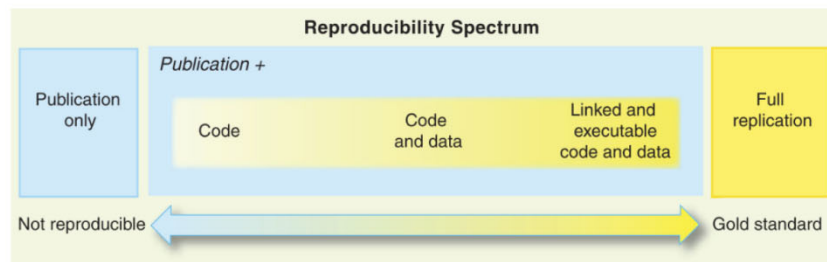 Reproducibility Spectrum
Publication
only
Publication +
Code
Code
and data
Linked and
executable
code and data
Full
replication
Not reproducible
Gold standard